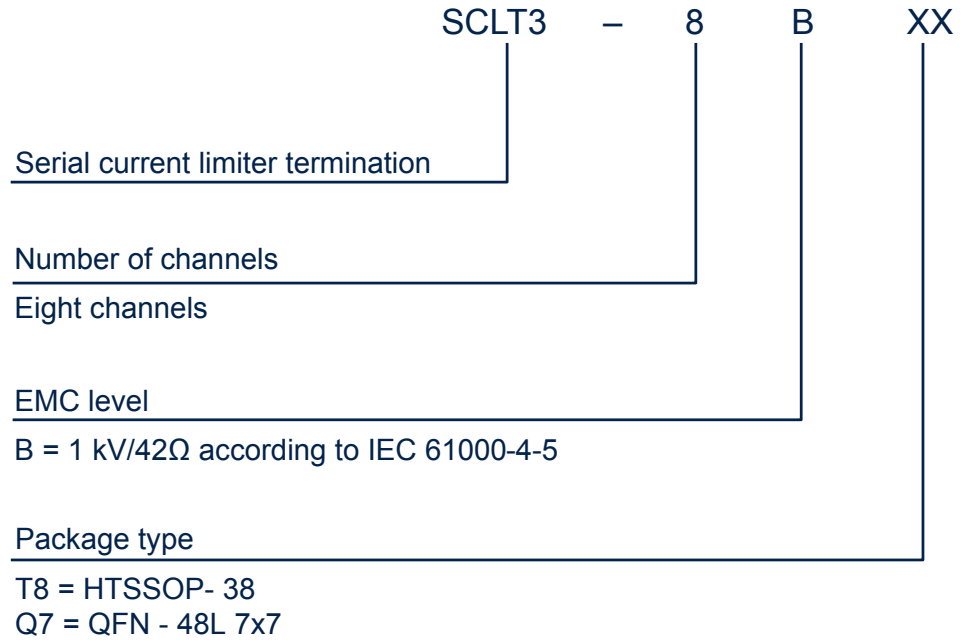 SCLT3 – 8 B XX
Serial current limiter termination
Number of channels
Eight channels
EMC level
B = 1 kV/42Ω according to IEC 61000-4-5
Package type
T8 = HTSSOP- 38
Q7 = QFN - 48L 7x7